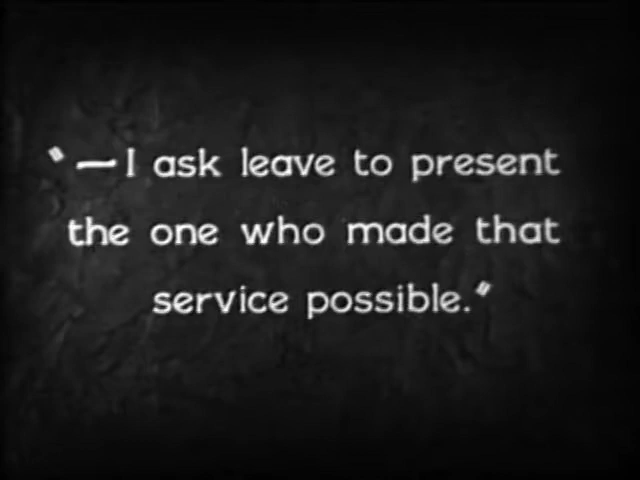 "—I ask leave to present
the one who made that
service possible."